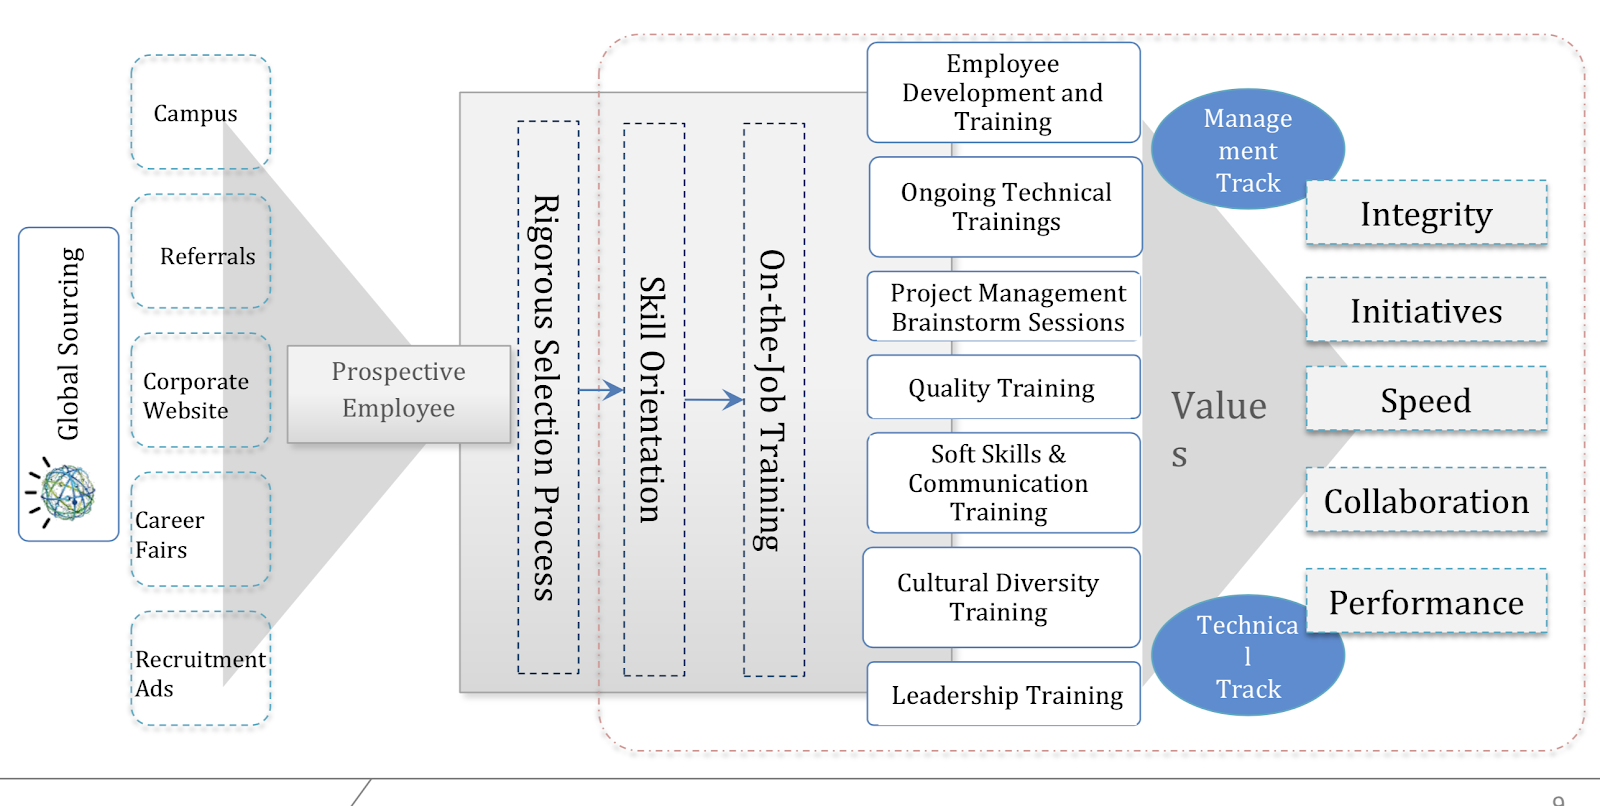 Global Sourcing
Campus
Referrals
Corporate
Website
Career
Fairs
Recruitment
Ads
Prospective
Employee
Rigorous Selection Process
Skill Orientation
On-the-Job Training
Employee
Development and
Training
Ongoing Technical
Trainings
Project Management
Brainstorm Sessions
Quality Training
Soft Skills &
Communication
Training
Cultural Diversity
Training
Leadership Training
Manage
ment
Track
Value
s
Technica
l
Track
Integrity
Initiatives
Speed
Collaboration
Performance
9